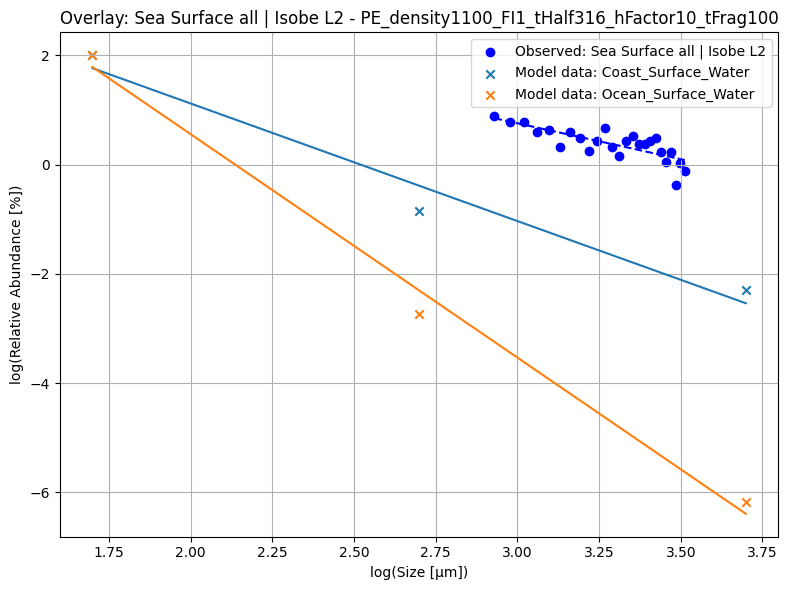 Overlay: Sea Surface all | Isobe L2 - PE_density1100_FI1_tHalf316_hFactor10_tFrag100
Observed: Sea Surface all | Isobe L2
Model data: Coast_Surface_Water
Model data: Ocean_Surface_Water
log(Relative Abundance [%])
2
0
−2
−4
−6
1.75 2.00 2.25 2.50 2.75 3.00 3.25 3.50 3.75
log(Size [μm])